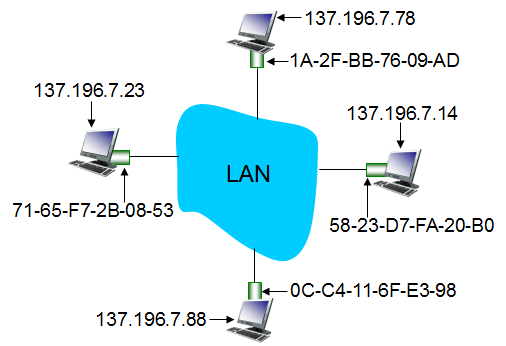 137.196.7.78
1A-2F-BB-76-09-AD
137.196.7.23
137.196.7.14
LAN
71-65-F7-2B-08-53
58-23-D7-FA-20-B0
0C-C4-11-6F-E3-98
137.196.7.88